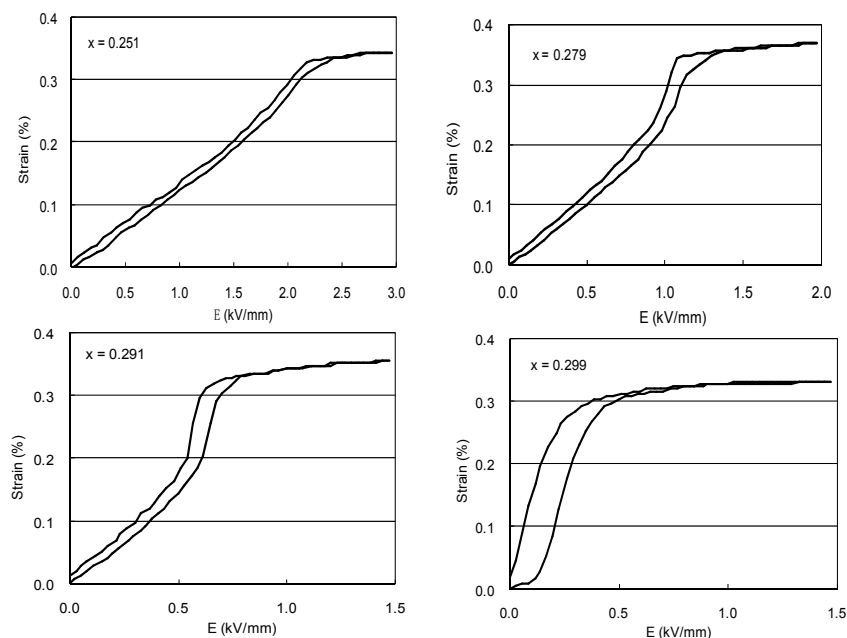 0.4
x = 0.251
0.3
0.2
0.1
0.0
Strain (%)
0.0 0.5 1.0 1.5 2.0 2.5 3.0
E (kV/mm)
0.4
x = 0.279
0.3
0.2
0.1
0.0
Strain (%)
0.0 0.5 1.0 1.5 2.0
E (kV/mm)
0.4
x = 0.291
0.3
0.2
0.1
0.0
Strain (%)
0.0 0.5 1.0 1.5
E (kV/mm)
0.4
x = 0.299
0.3
0.2
0.1
0.0
Strain (%)
0.0 0.5 1.0 1.5
E (kV/mm)